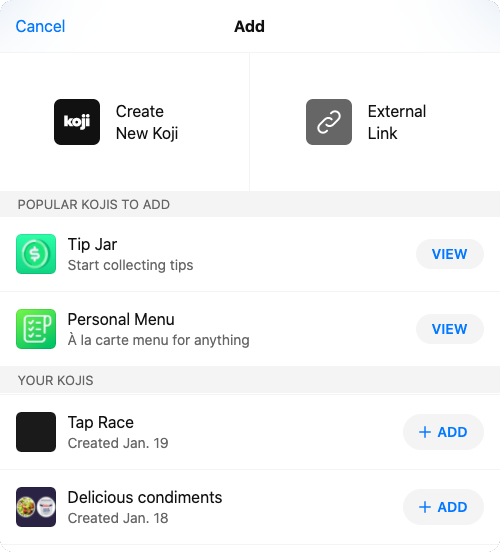 Cancel
Add
koji
Create
New Koji
External
Link
POPULAR KOJIS TO ADD
Tip Jar
Start collecting tips
VIEW
Personal Menu
À la carte menu for anything
VIEW
YOUR KOJIS
Tap Race
Created Jan. 19
+ ADD
Delicious condiments
Created Jan. 18
+ ADD